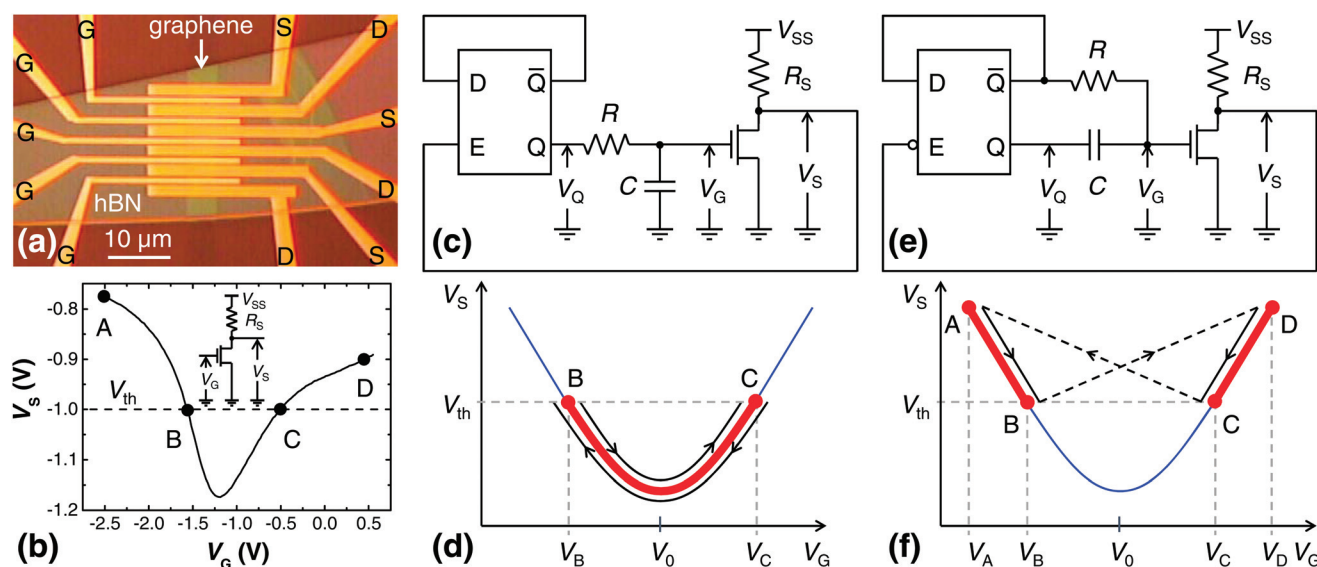 graphene
G
S
D
G
G
S
G
D
hBN
G
D
S
10 µm
(a)
-0.8
-0.9
-1.0
-1.1
-1.2
V_S (V)
A
V_SS
R_S
V_G
V_S
D
V_th
B
C
-2.5 -2.0 -1.5 -1.0 -0.5 0.0 0.5
V_G (V)
(b)
D
Q̅
E
Q
R
C
V_Q
V_G
V_SS
R_S
V_S
(c)
V_S
B
C
V_th
V_B
V_0
V_C
V_G
(d)
D
Q̅
E
Q
R
C
V_Q
V_G
V_SS
R_S
V_S
(e)
V_S
A
D
V_th
B
C
V_A
V_B
V_0
V_C
V_D
V_G
(f)